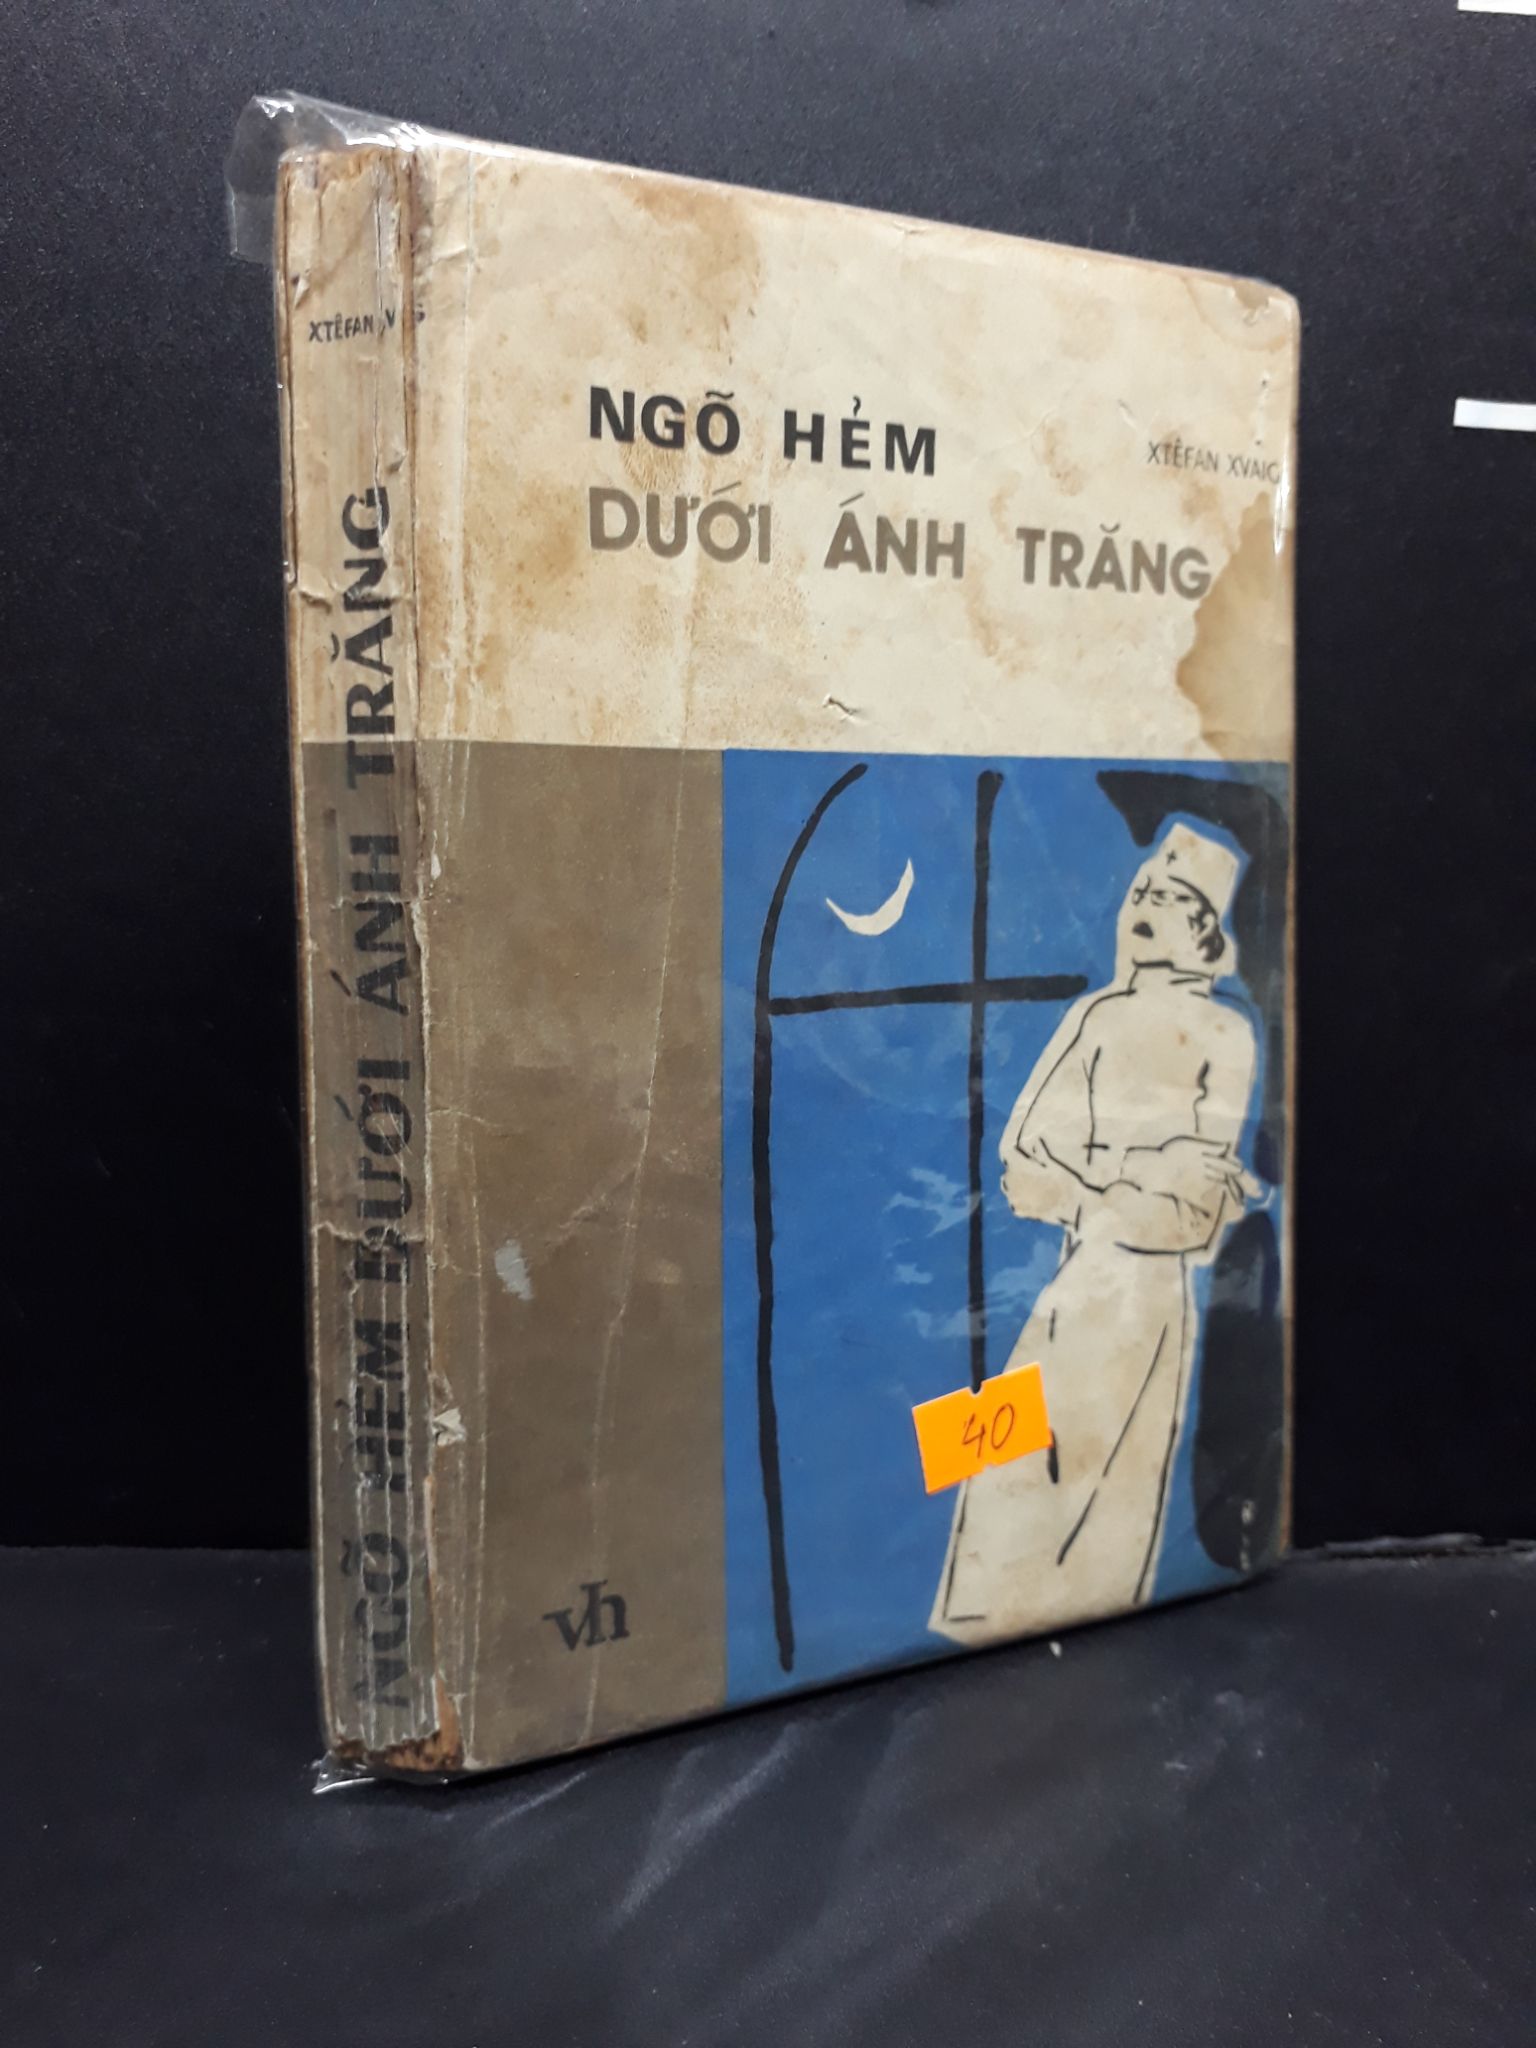 XTÊFAN
NGÕ HẺM DƯỚI ÁNH TRĂNG
NGÕ HẺM
XTÊFAN XVAIG
DƯỚI ÁNH TRĂNG
40
vh